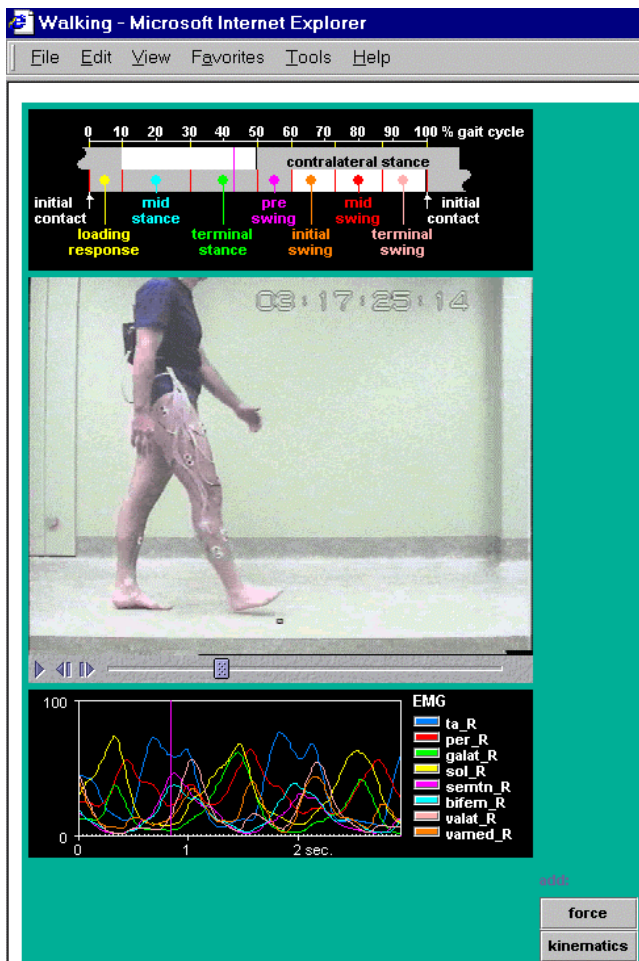 Walking - Microsoft Internet Explorer
File Edit View Favorites Tools Help
0 10 20 30 40 50 60 70 80 90 100 % gait cycle
contralateral stance
initial contact
mid stance
pre swing
mid swing
initial contact
loading response
terminal stance
initial swing
terminal swing
03:17:25:14
100
EMG
ta_R
per_R
galat_R
sol_R
semtn_R
bifem_R
valat_R
vamed_R
0
0 1 2 sec.
add:
force
kinematics